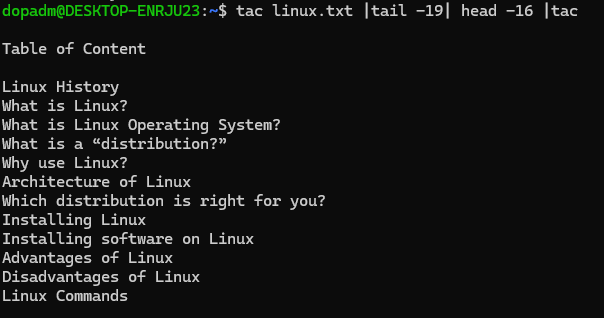 dopadm@DESKTOP-ENRJU23:~$ tac linux.txt |tail -19| head -16 |tac
Table of Content
Linux History
What is Linux?
What is Linux Operating System?
What is a “distribution?”
Why use Linux?
Architecture of Linux
Which distribution is right for you?
Installing Linux
Installing software on Linux
Advantages of Linux
Disadvantages of Linux
Linux Commands